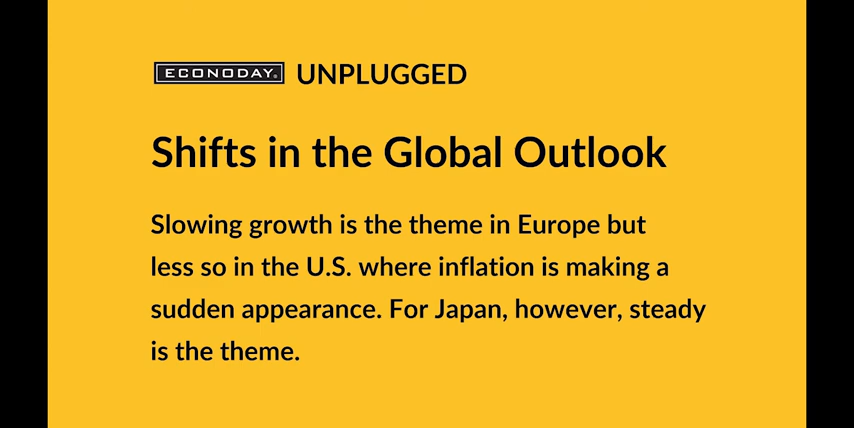 ECONODAY® UNPLUGGED
Shifts in the Global Outlook
Slowing growth is the theme in Europe but
less so in the U.S. where inflation is making a
sudden appearance. For Japan, however, steady
is the theme.